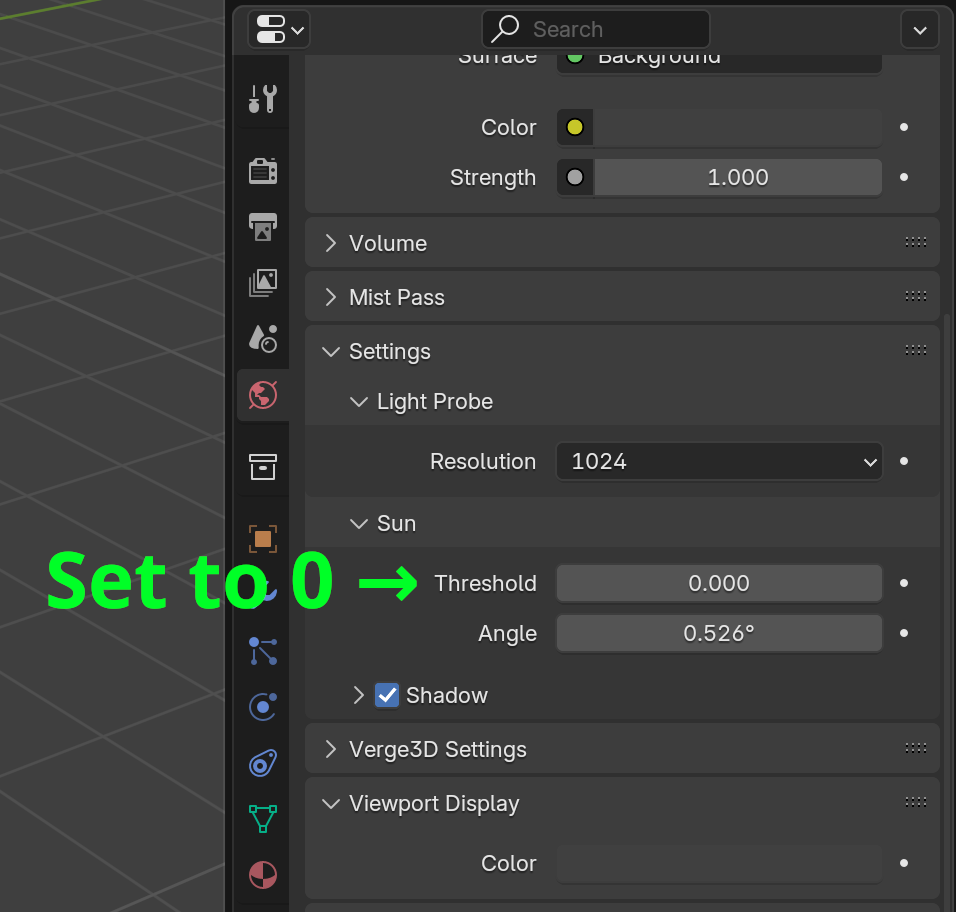 Search
Surface Background
Color
Strength 1.000
Volume
Mist Pass
Settings
Light Probe
Resolution 1024
Sun
Set to 0 → Threshold 0.000
Angle 0.526°
Shadow
Verge3D Settings
Viewport Display
Color